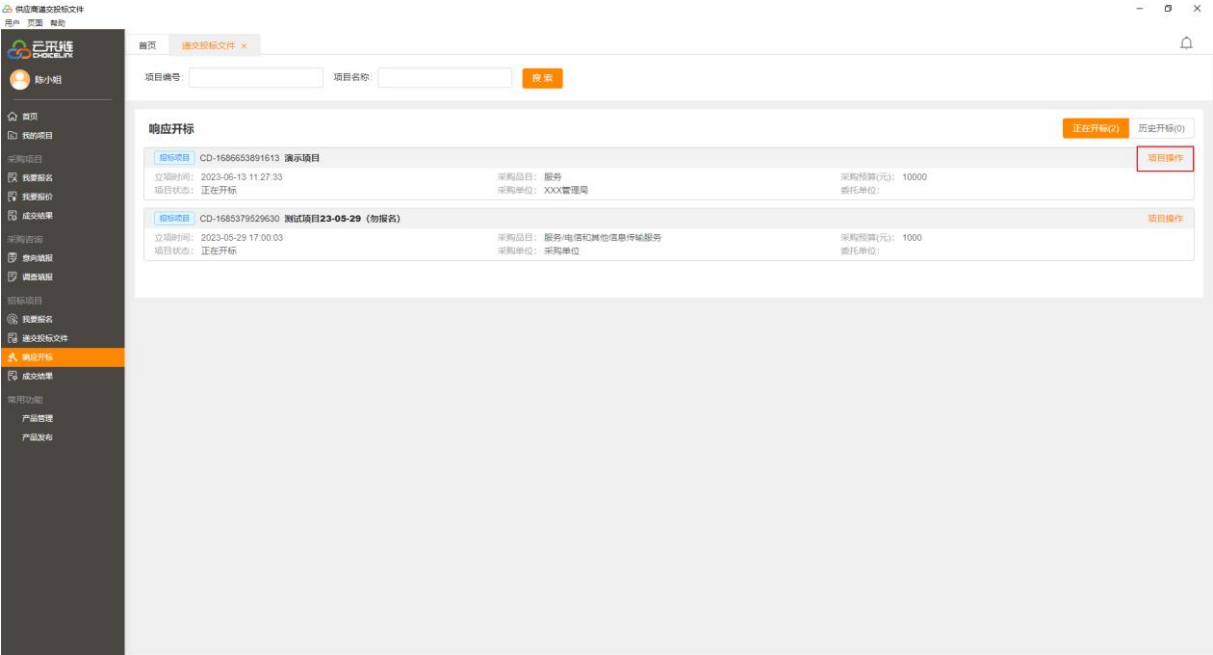 供应商递交投标文件
用户 页面 帮助
云采链
CHOICELINK
陈小姐
首页
我的项目
采购项目
我要报名
我要报价
成交结果
采购咨询
意向填报
调查填报
招标项目
我要报名
递交投标文件
响应开标
成交结果
常用功能
产品管理
产品发布
首页 递交投标文件 ×
项目编号: 项目名称: 搜索
响应开标 正在开标(2) 历史开标(0)
招标项目 CD-1686653891613 演示项目 项目操作
立项时间: 2023-06-13 11:27:33 采购品目: 服务 采购预算(元): 10000
项目状态: 正在开标 采购单位: XXX管理局 委托单位:
招标项目 CD-1685379529630 测试项目23-05-29（勿报名） 项目操作
立项时间: 2023-05-29 17:00:03 采购品目: 服务/电信和其他信息传输服务 采购预算(元): 1000
项目状态: 正在开标 采购单位: 采购单位 委托单位: